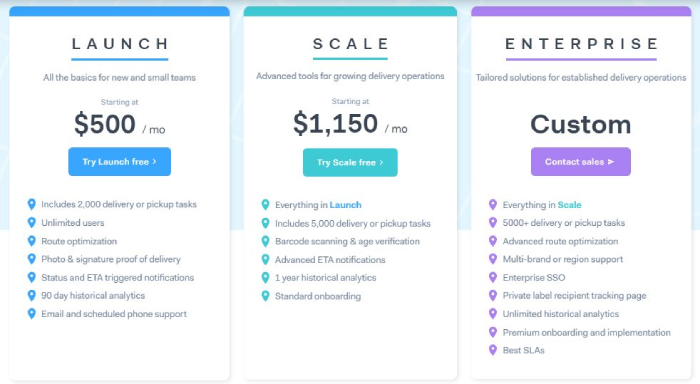 LAUNCH
All the basics for new and small teams
Starting at
$500 / mo
Try Launch free ›
Includes 2,000 delivery or pickup tasks
Unlimited users
Route optimization
Photo & signature proof of delivery
Status and ETA triggered notifications
90 day historical analytics
Email and scheduled phone support
SCALE
Advanced tools for growing delivery operations
Starting at
$1,150 / mo
Try Scale free ›
Everything in Launch
Includes 5,000 delivery or pickup tasks
Barcode scanning & age verification
Advanced ETA notifications
1 year historical analytics
Standard onboarding
ENTERPRISE
Tailored solutions for established delivery operations
Custom
Contact sales ➤
Everything in Scale
5000+ delivery or pickup tasks
Advanced route optimization
Multi-brand or region support
Enterprise SSO
Private label recipient tracking page
Unlimited historical analytics
Premium onboarding and implementation
Best SLAs